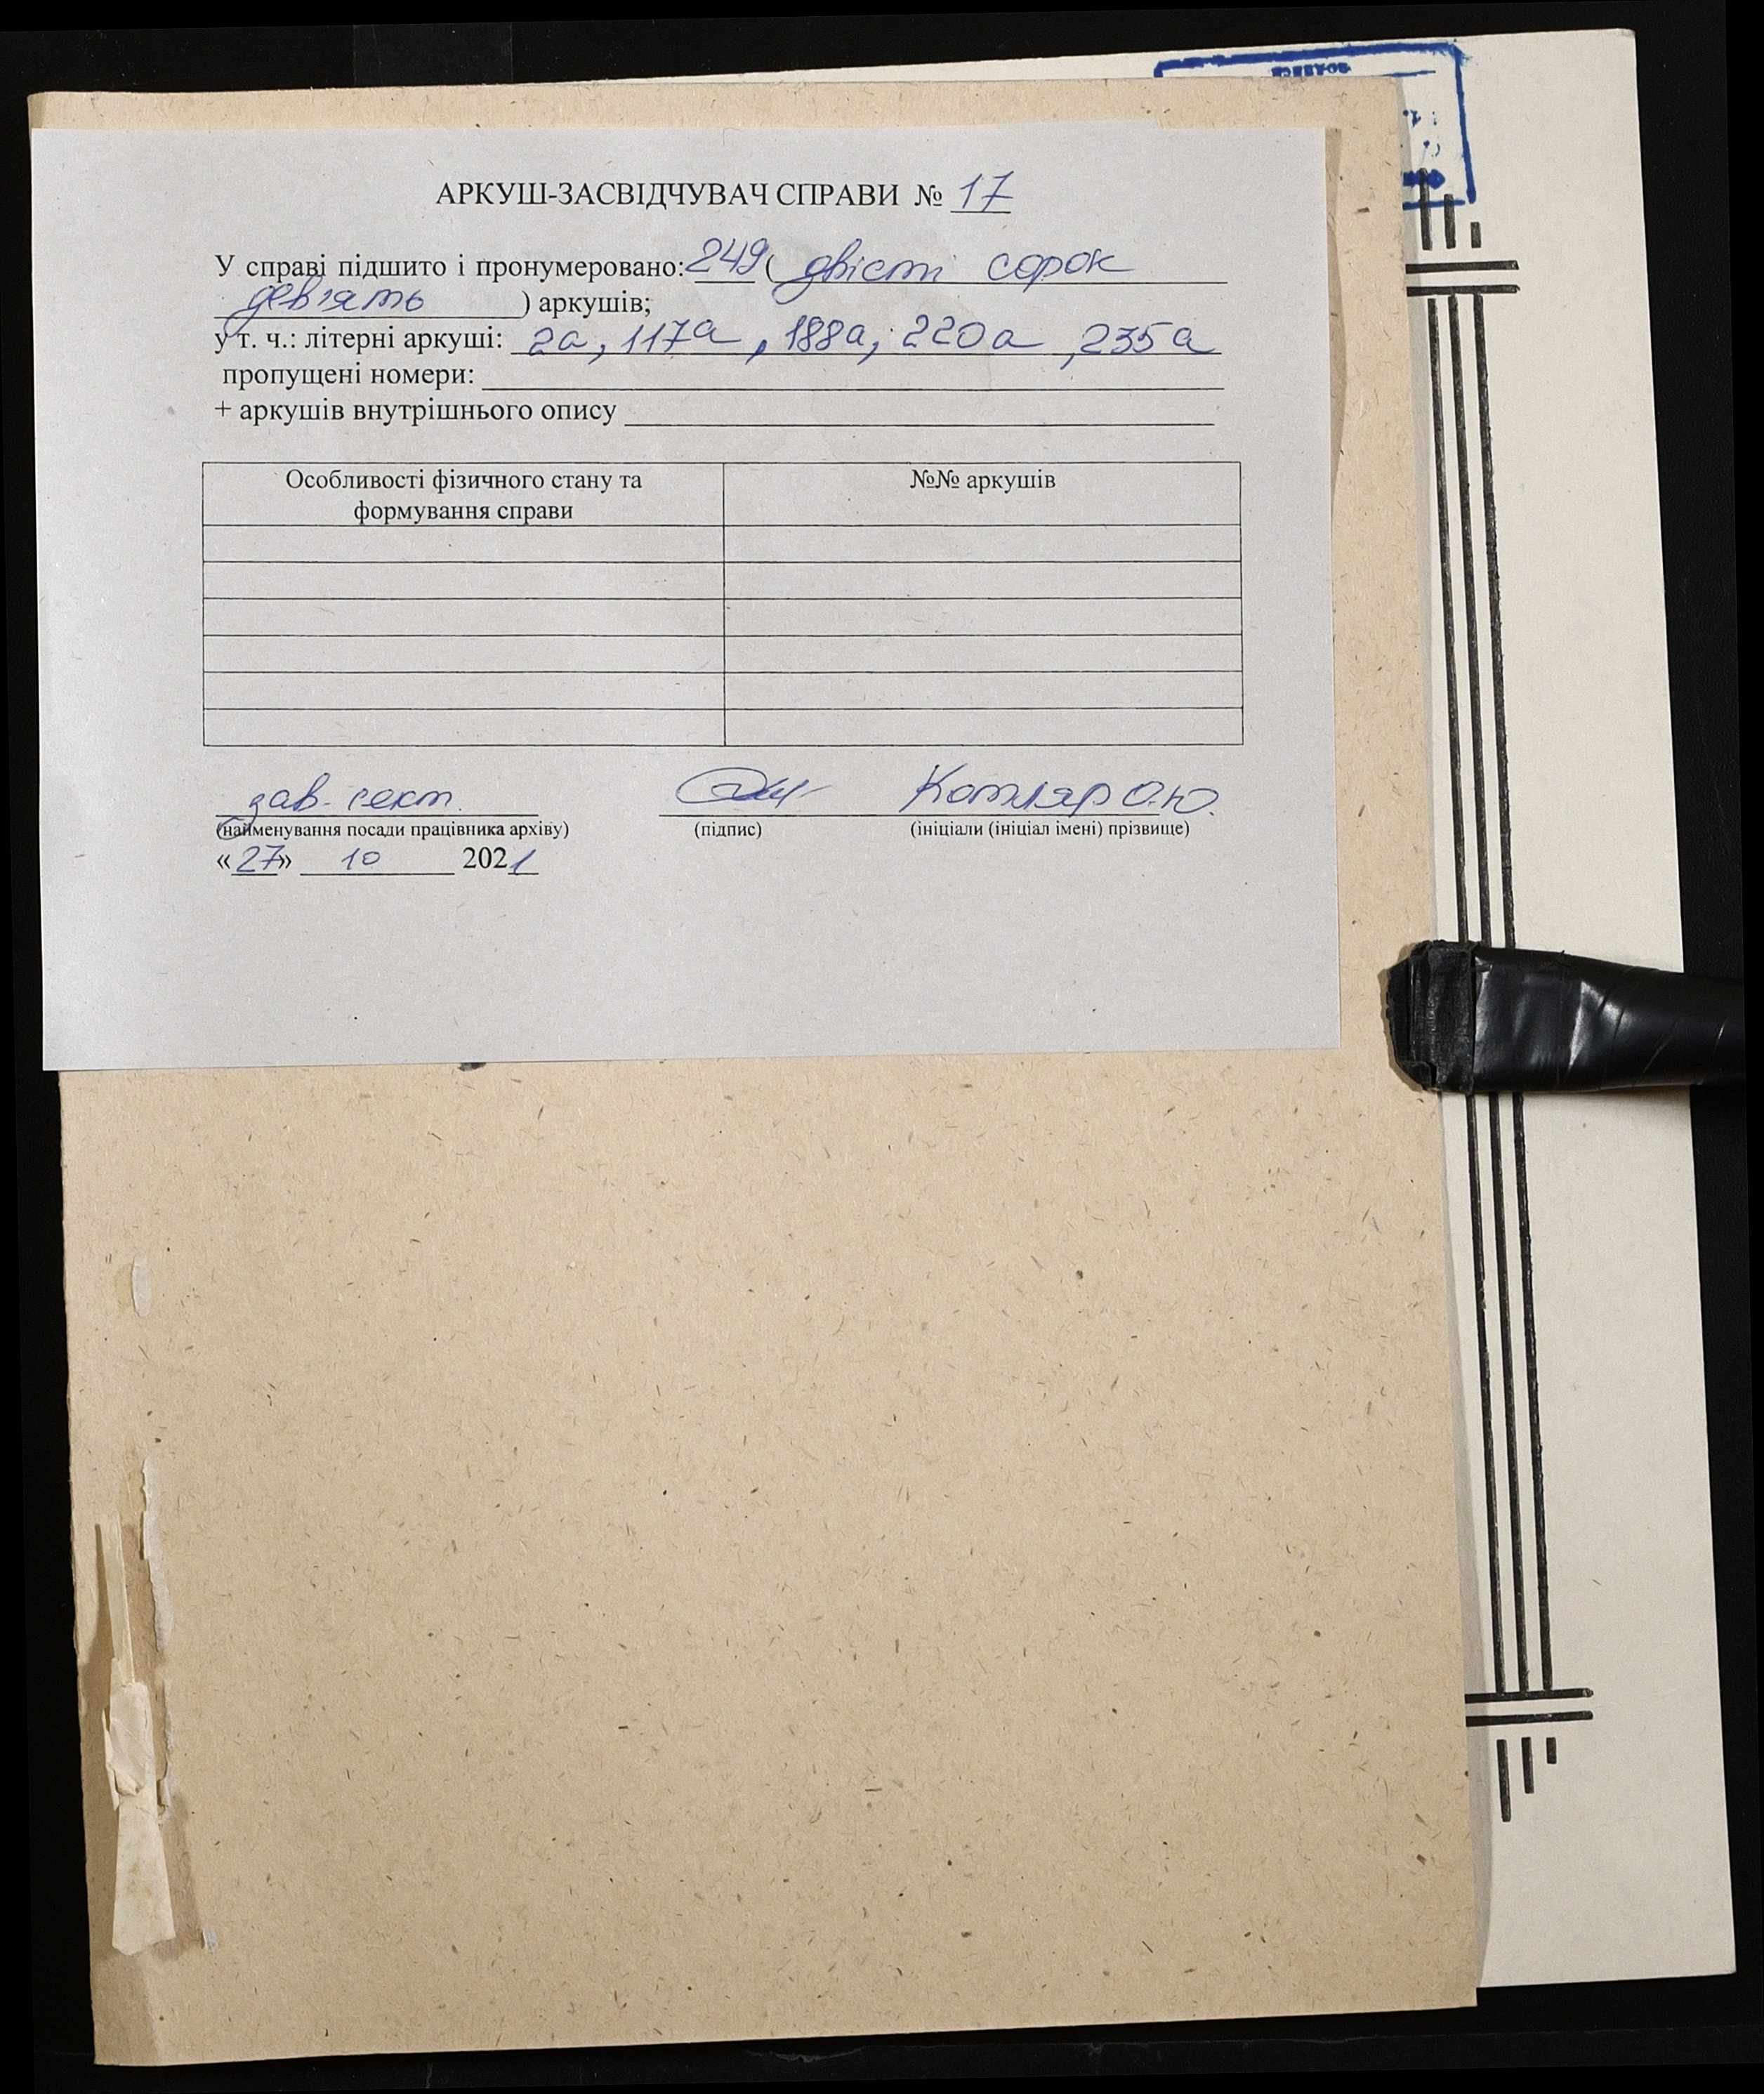 АРКУШ-ЗАСВІДЧУВАЧ СПРАВИ № 17
У справі підшито і пронумеровано: 249 ( двісті сорок
дев'ять ) аркушів;
у т. ч.: літерні аркуші: 2а, 117а, 188а, 220а, 235а
пропущені номери:
+ аркушів внутрішнього опису
Особливості фізичного стану та
формування справи
№№ аркушів
зав. сект. Котляр О.Ю.
(найменування посади працівника архіву) (підпис) (ініціали (ініціал імені) прізвище)
«27» 10 2021